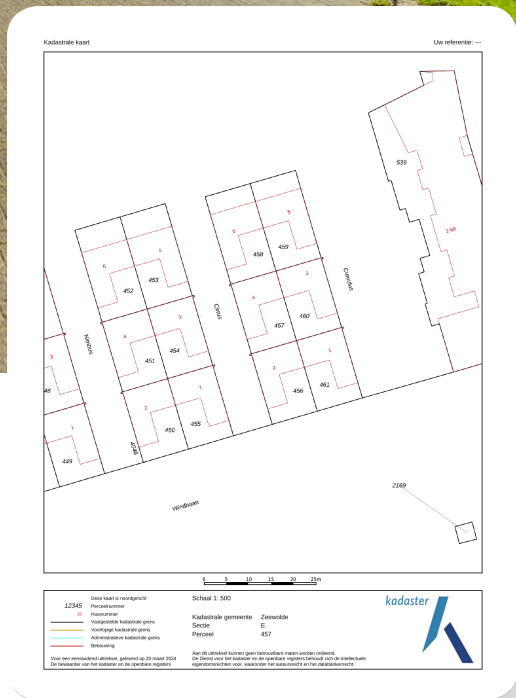 Kadastrale kaart
Uw referentie: ---
539
2-98
5
6
459
458
5
6
453
452
3
4
460
457
Cumulus
Cirrus
Nimbus
3
4
454
451
3
48
1
2
461
456
1
2
455
450
4046
1
449
Windbaan
2169
0 5 10 15 20 25m
Deze kaart is noordgericht
12345 Perceelnummer
25 Huisnummer
Vastgestelde kadastrale grens
Voorlopige kadastrale grens
Administratieve kadastrale grens
Bebouwing
Voor een eensluidend uittreksel, geleverd op 20 maart 2024
De bewaarder van het kadaster en de openbare registers
Schaal 1: 500
Kadastrale gemeente Zeewolde
Sectie E
Perceel 457
Aan dit uittreksel kunnen geen betrouwbare maten worden ontleend.
De Dienst voor het kadaster en de openbare registers behoudt zich de intellectuele
eigendomsrechten voor, waaronder het auteursrecht en het databankenrecht.
kadaster